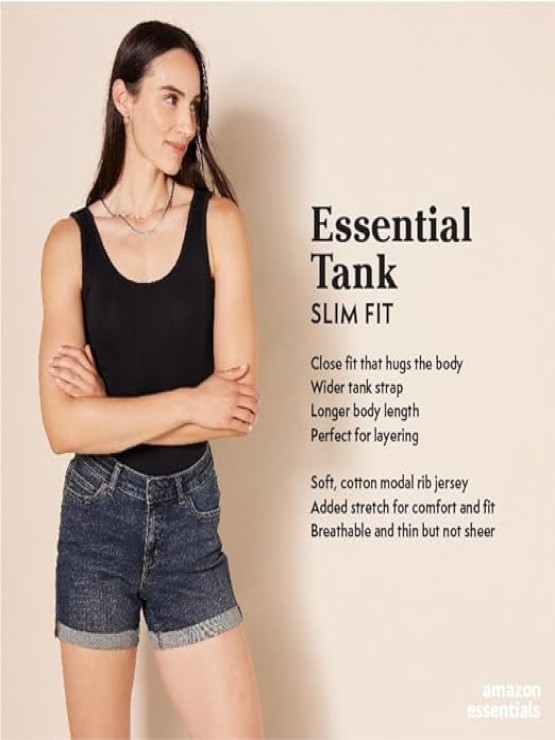 Essential
Tank
SLIM FIT
Close fit that hugs the body
Wider tank strap
Longer body length
Perfect for layering
Soft, cotton modal rib jersey
Added stretch for comfort and fit
Breathable and thin but not sheer
amazon
essentials